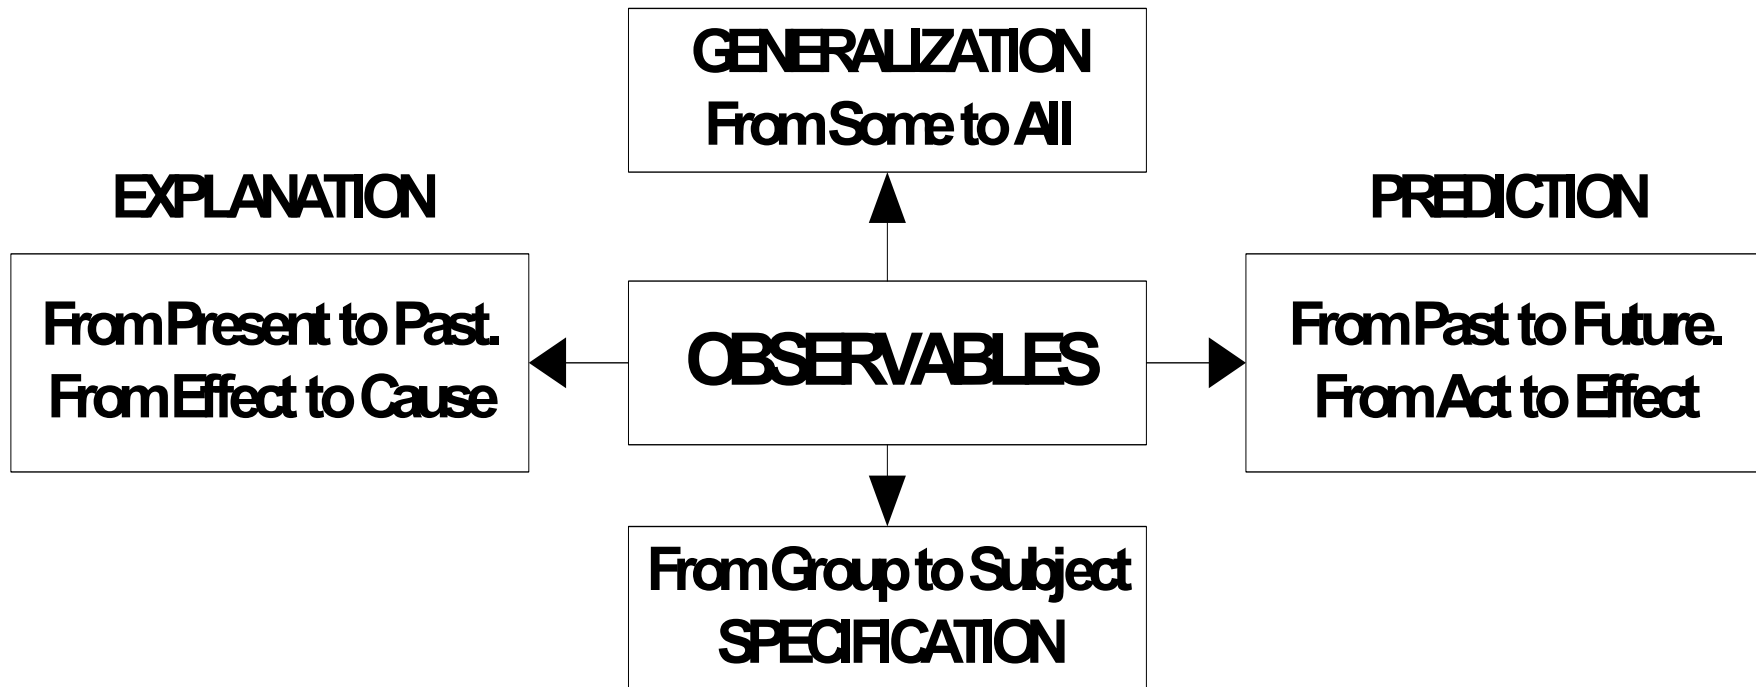 GENERALIZATION
From Some to All
EXPLANATION
From Present to Past.
From Effect to Cause
OBSERVABLES
PREDICTION
From Past to Future.
From Act to Effect
From Group to Subject
SPECIFICATION